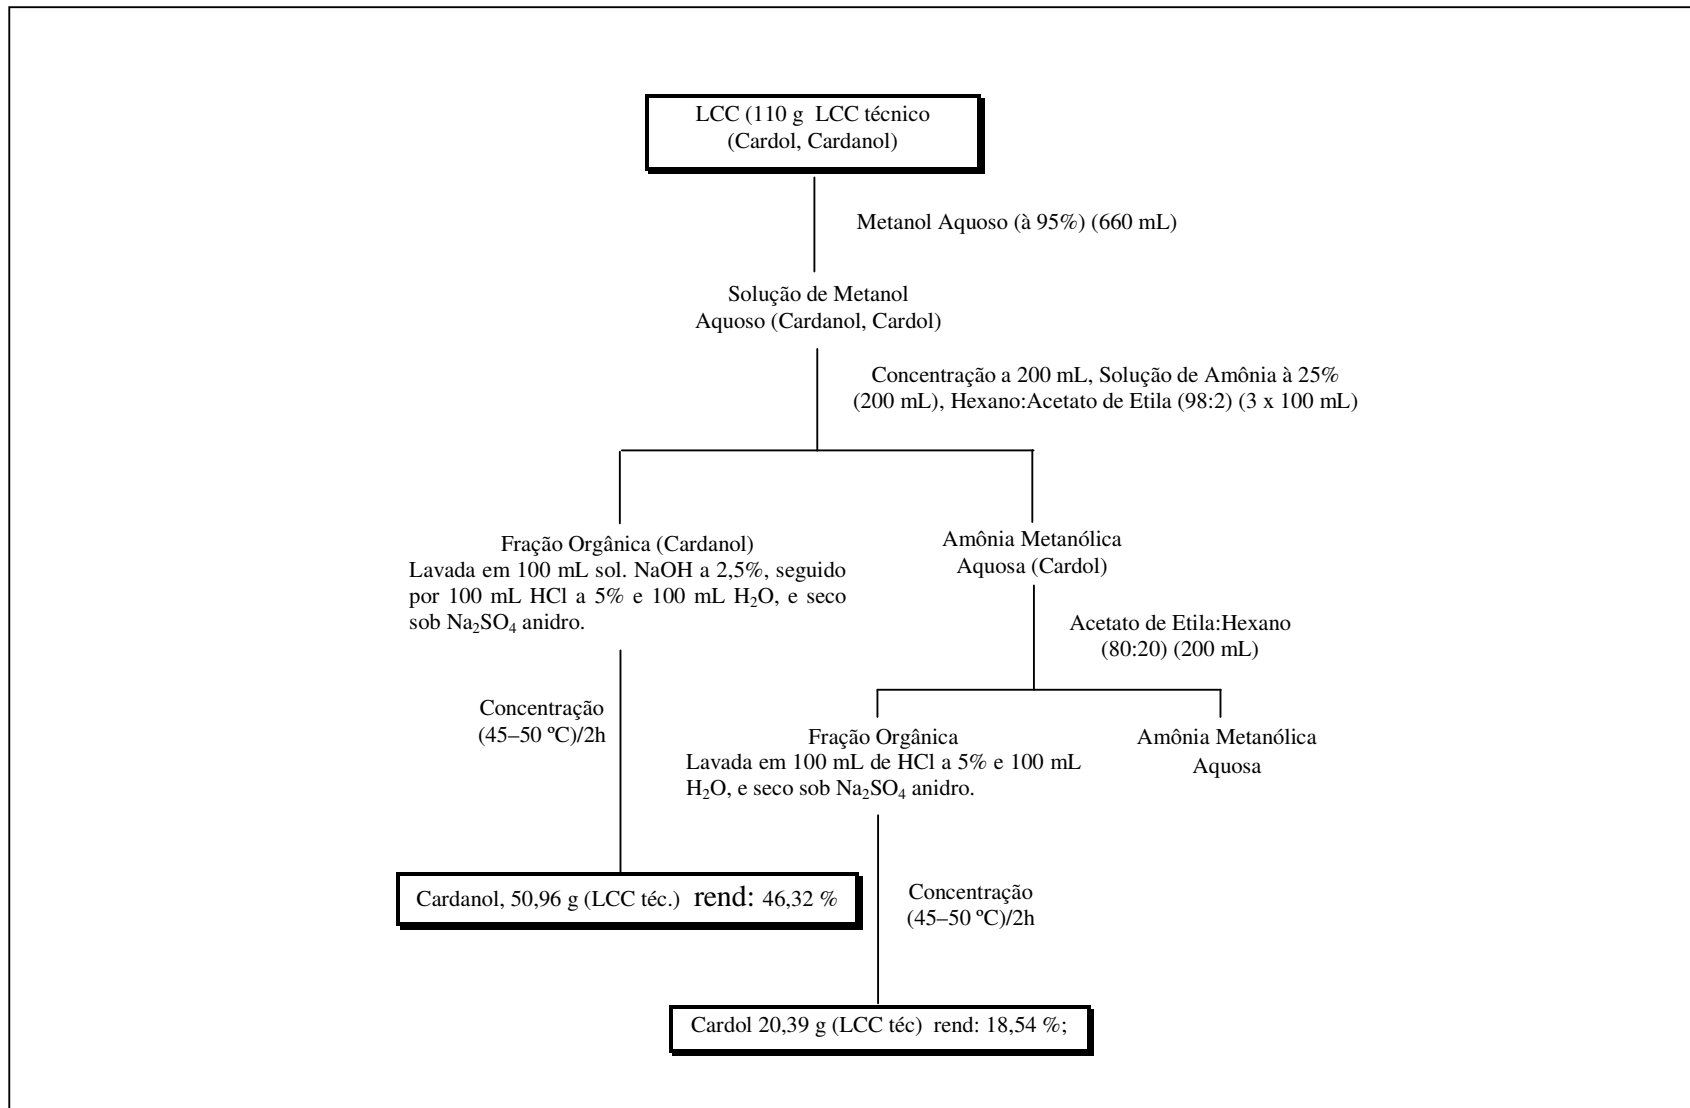 LCC (110 g LCC técnico
(Cardol, Cardanol)
Metanol Aquoso (à 95%) (660 mL)
Solução de Metanol
Aquoso (Cardanol, Cardol)
Concentração a 200 mL, Solução de Amônia à 25%
(200 mL), Hexano:Acetato de Etila (98:2) (3 x 100 mL)
Fração Orgânica (Cardanol)
Lavada em 100 mL sol. NaOH a 2,5%, seguido
por 100 mL HCl a 5% e 100 mL H₂O, e seco
sob Na₂SO₄ anidro.
Amônia Metanólica
Aquosa (Cardol)
Acetato de Etila:Hexano
(80:20) (200 mL)
Concentração
(45–50 ºC)/2h
Fração Orgânica
Lavada em 100 mL de HCl a 5% e 100 mL
H₂O, e seco sob Na₂SO₄ anidro.
Amônia Metanólica
Aquosa
Cardanol, 50,96 g (LCC téc.) rend: 46,32 %
Concentração
(45–50 ºC)/2h
Cardol 20,39 g (LCC téc) rend: 18,54 %;